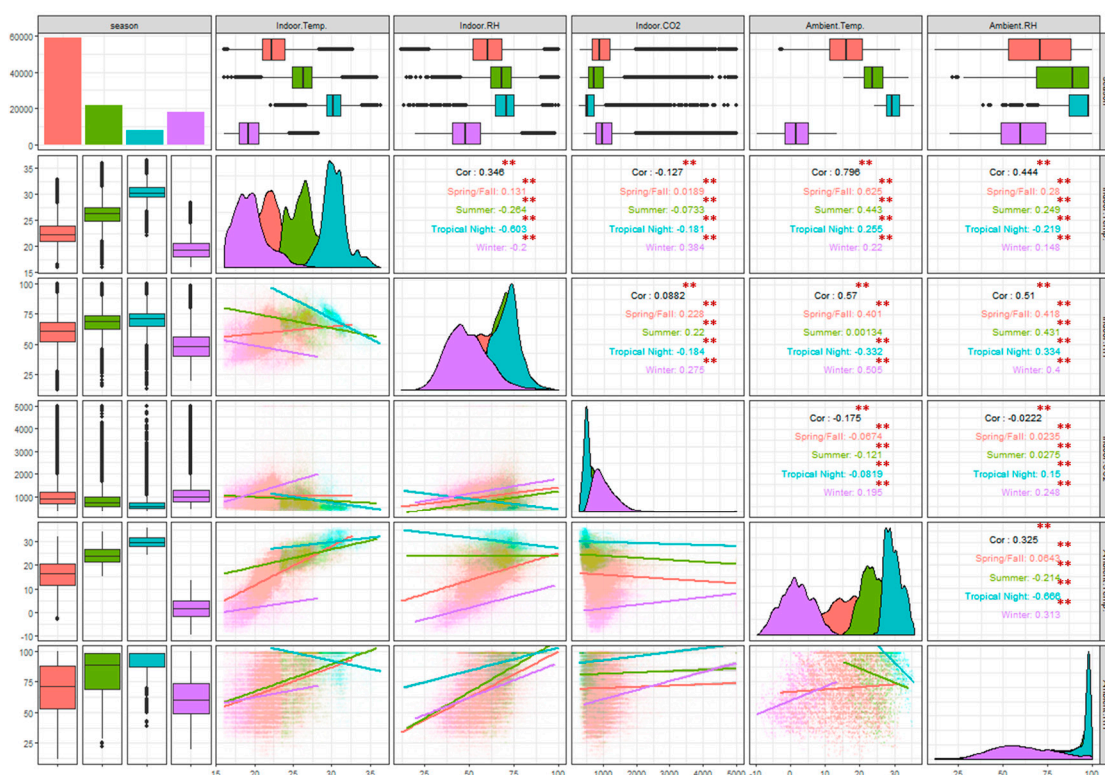 season Indoor.Temp. Indoor.RH Indoor.CO2 Ambient.Temp. Ambient.RH
60000
40000
20000
0
35 ** ** ** **
Cor : 0.346 Cor : -0.127 Cor : 0.796 Cor : 0.444
** ** ** **
30 Spring/Fall: 0.131 Spring/Fall: 0.0189 Spring/Fall: 0.625 Spring/Fall: 0.28
** ** ** **
25 Summer: -0.264 Summer: -0.0733 Summer: 0.443 Summer: 0.249
** ** ** **
20 Tropical Night: -0.603 Tropical Night: -0.181 Tropical Night: 0.255 Tropical Night: -0.219
** ** ** **
15 Winter: -0.2 Winter: 0.384 Winter: 0.22 Winter: 0.148
100 ** ** **
Cor : 0.0882 Cor : 0.57 Cor : 0.51
** ** **
75 Spring/Fall: 0.228 Spring/Fall: 0.401 Spring/Fall: 0.418
** ** **
50 Summer: 0.22 Summer: 0.00134 Summer: 0.431
** ** **
Tropical Night: -0.184 Tropical Night: -0.332 Tropical Night: 0.334
** ** **
25 Winter: 0.275 Winter: 0.505 Winter: 0.4
5000 ** **
Cor : -0.175 Cor : -0.0222
4000 ** **
Spring/Fall: -0.0674 Spring/Fall: 0.0235
3000 ** **
Summer: -0.121 Summer: 0.0275
2000 ** **
Tropical Night: -0.0819 Tropical Night: 0.15
1000 ** **
Winter: 0.195 Winter: 0.248
**
30 Cor : 0.325
**
20 Spring/Fall: 0.0643
**
10 Summer: -0.214
**
0 Tropical Night: -0.666
**
-10 Winter: 0.313
100
75
50
25
15 20 25 30 35 25 50 75 100 1000 2000 3000 4000 5000 -10 0 10 20 30 25 50 75 100